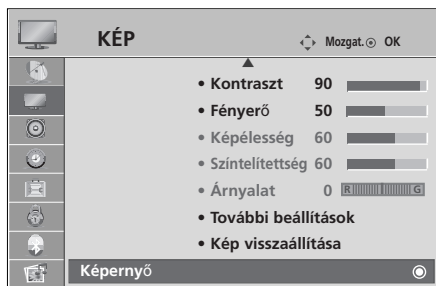 KÉP Mozgat. OK
• Kontraszt 90
• Fényerő 50
• Képélesség 60
• Színtelítettség 60
• Árnyalat 0 R G
• További beállítások
• Kép visszaállítása
Képernyő